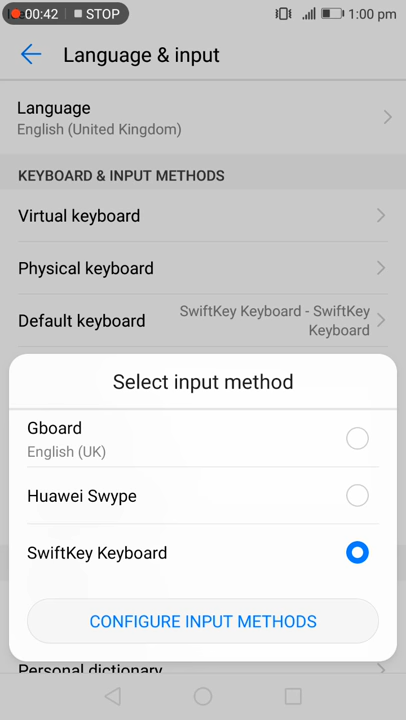 00:42 STOP 1:00 pm
Language & input
Language
English (United Kingdom)
KEYBOARD & INPUT METHODS
Virtual keyboard
Physical keyboard
Default keyboard
SwiftKey Keyboard - SwiftKey
Keyboard
Select input method
Gboard
English (UK)
Huawei Swype
SwiftKey Keyboard
CONFIGURE INPUT METHODS
Personal dictionary